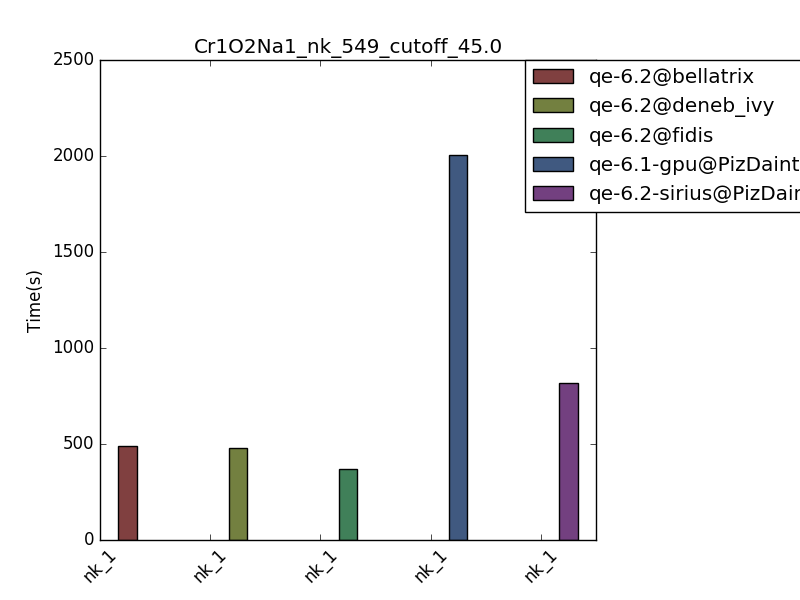 Cr1O2Na1_nk_549_cutoff_45.0
2500
2000
1500
1000
500
0
Time(s)
qe-6.2@bellatrix
qe-6.2@deneb_ivy
qe-6.2@fidis
qe-6.1-gpu@PizDaint
qe-6.2-sirius@PizDain
nk_1 nk_1 nk_1 nk_1 nk_1